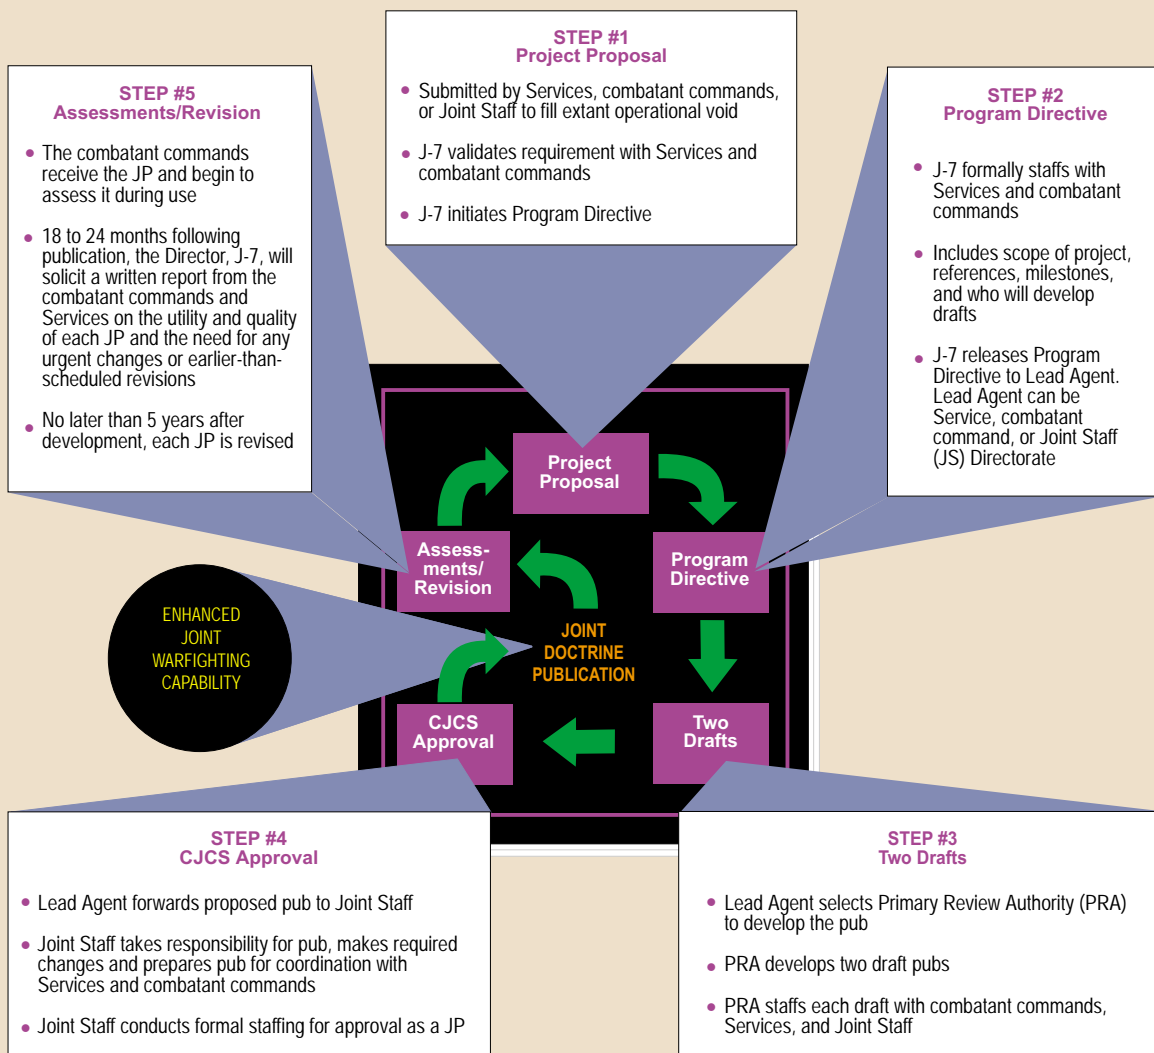 STEP #1
Project Proposal
• Submitted by Services, combatant commands,
or Joint Staff to fill extant operational void
• J-7 validates requirement with Services and
combatant commands
• J-7 initiates Program Directive
STEP #5
Assessments/Revision
• The combatant commands
receive the JP and begin to
assess it during use
• 18 to 24 months following
publication, the Director, J-7, will
solicit a written report from the
combatant commands and
Services on the utility and quality
of each JP and the need for any
urgent changes or earlier-than-
scheduled revisions
• No later than 5 years after
development, each JP is revised
STEP #2
Program Directive
• J-7 formally staffs with
Services and combatant
commands
• Includes scope of project,
references, milestones,
and who will develop
drafts
• J-7 releases Program
Directive to Lead Agent.
Lead Agent can be
Service, combatant
command, or Joint Staff
(JS) Directorate
Project
Proposal
Assess-
ments/
Revision
Program
Directive
ENHANCED
JOINT
WARFIGHTING
CAPABILITY
JOINT
DOCTRINE
PUBLICATION
CJCS
Approval
Two
Drafts
STEP #4
CJCS Approval
• Lead Agent forwards proposed pub to Joint Staff
• Joint Staff takes responsibility for pub, makes required
changes and prepares pub for coordination with
Services and combatant commands
• Joint Staff conducts formal staffing for approval as a JP
STEP #3
Two Drafts
• Lead Agent selects Primary Review Authority (PRA)
to develop the pub
• PRA develops two draft pubs
• PRA staffs each draft with combatant commands,
Services, and Joint Staff